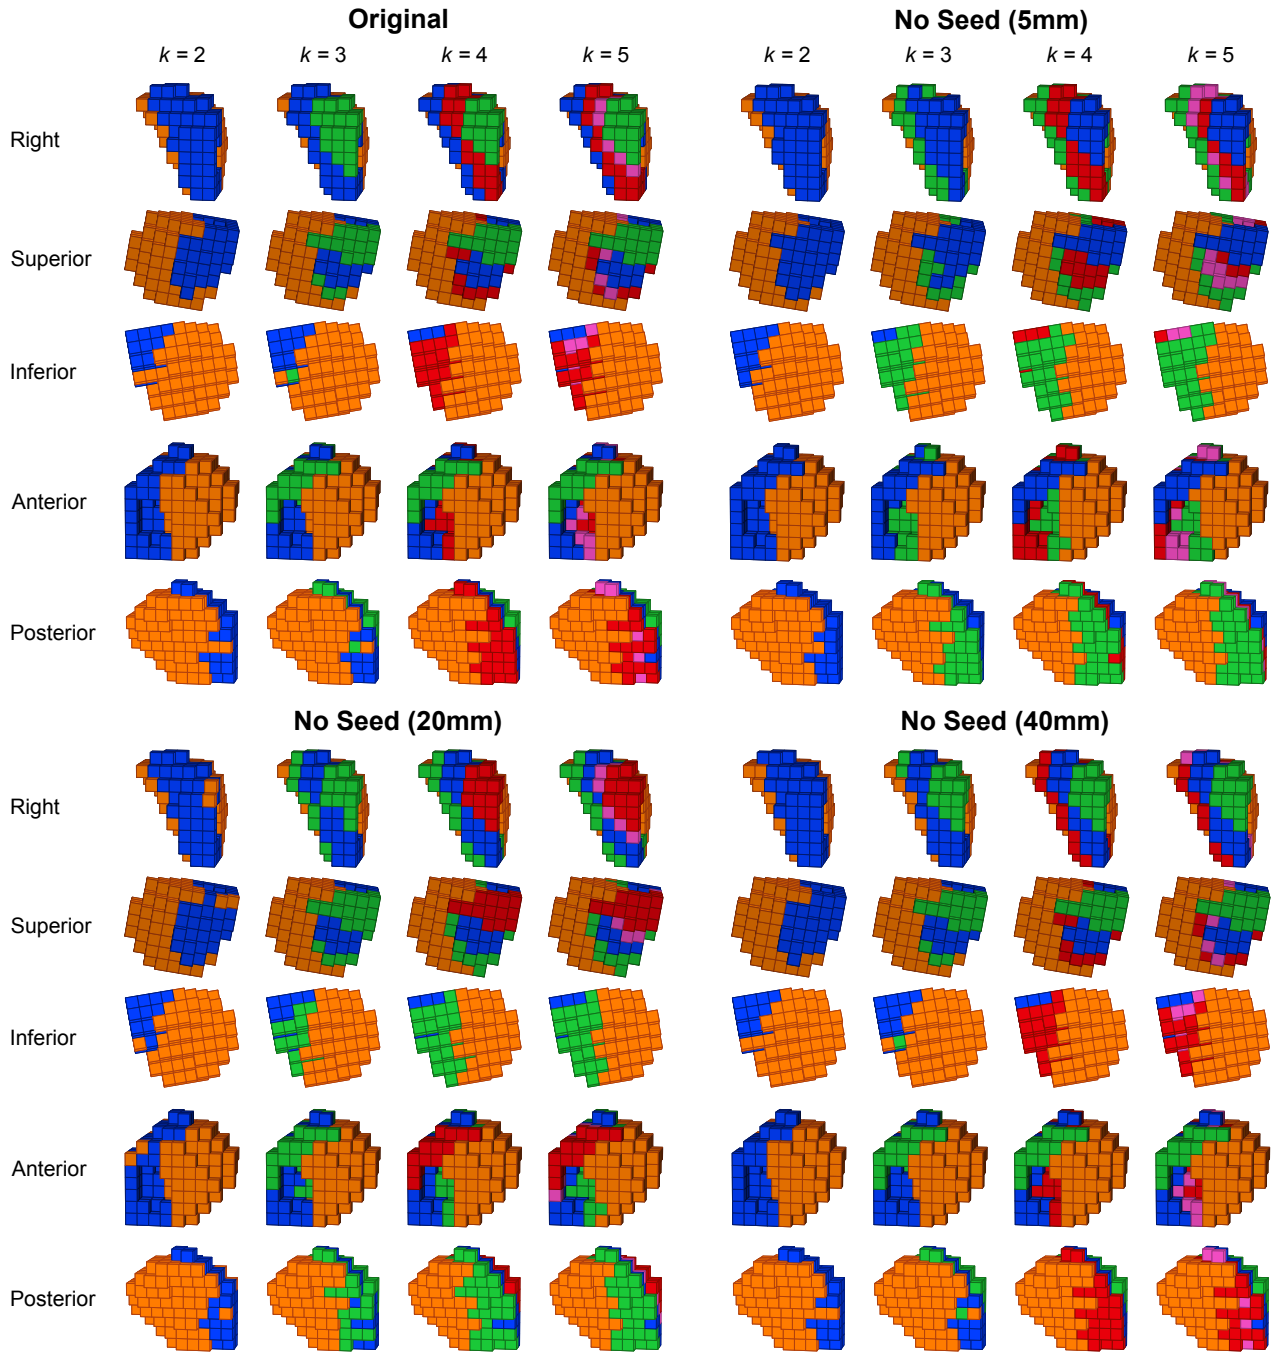 Original
No Seed (5mm)
k = 2 k = 3 k = 4 k = 5 k = 2 k = 3 k = 4 k = 5
Right
Superior
Inferior
Anterior
Posterior
No Seed (20mm)
No Seed (40mm)
Right
Superior
Inferior
Anterior
Posterior